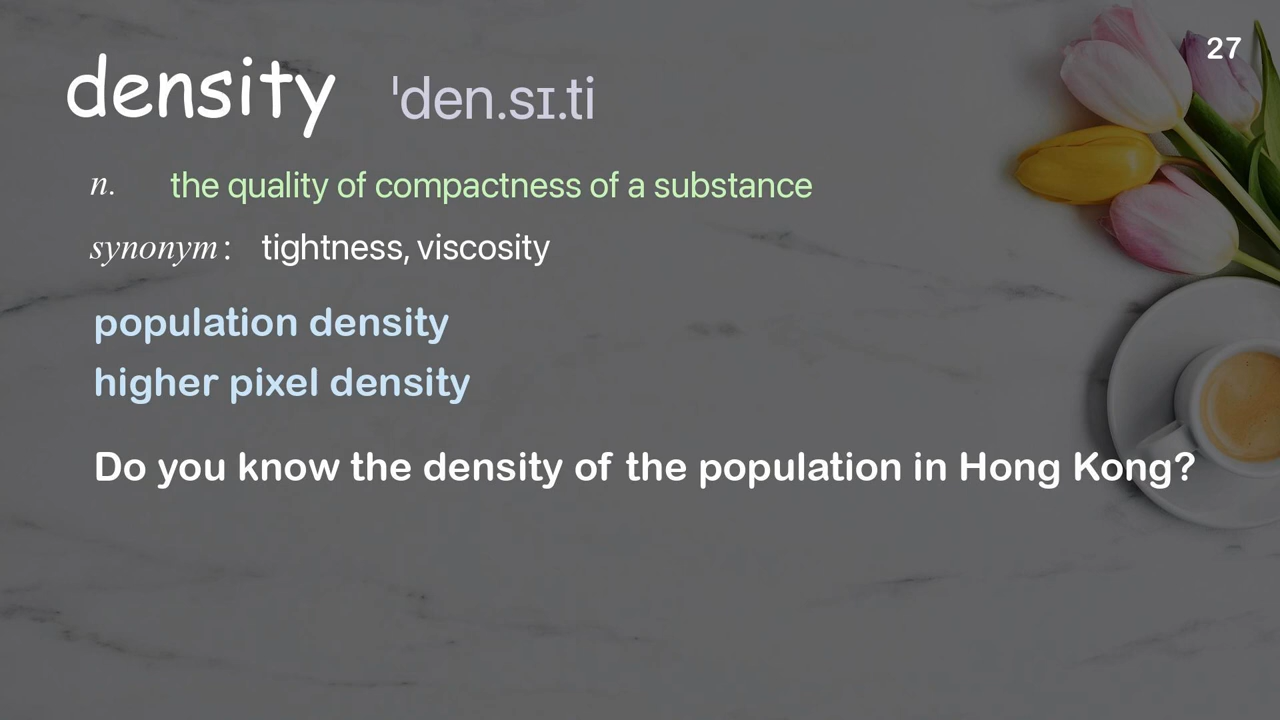 27
density ˈden.sɪ.ti
n. the quality of compactness of a substance
synonym: tightness, viscosity
population density
higher pixel density
Do you know the density of the population in Hong Kong?